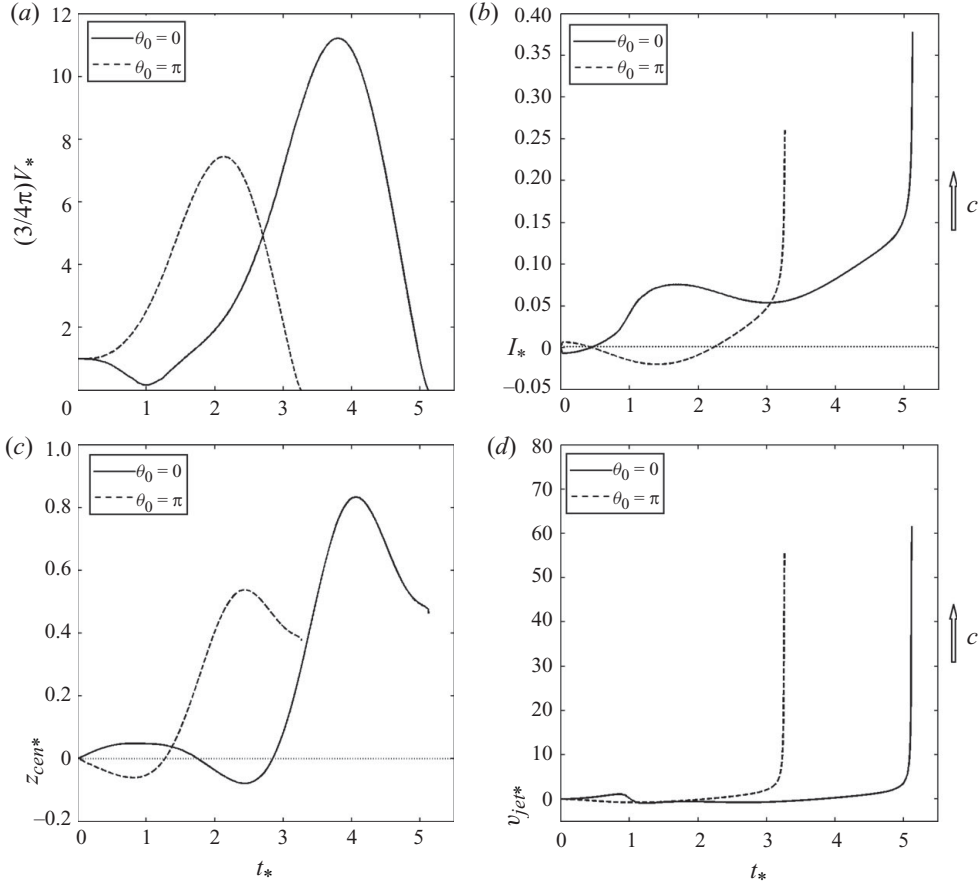 (a)
θ0 = 0
θ0 = π
(3/4π)V*
12
10
8
6
4
2
1
0 1 2 3 4 5
(b)
θ0 = 0
θ0 = π
I*
0.40
0.35
0.30
0.25
0.20
0.15
0.10
0.05
0
–0.05
0 1 2 3 4 5
c
(c)
θ0 = 0
θ0 = π
zcen*
1.0
0.8
0.6
0.4
0.2
0
–0.2
0 1 2 3 4 5
t*
(d)
θ0 = 0
θ0 = π
vjet*
80
70
60
50
40
30
20
10
0
0 1 2 3 4 5
t*
c